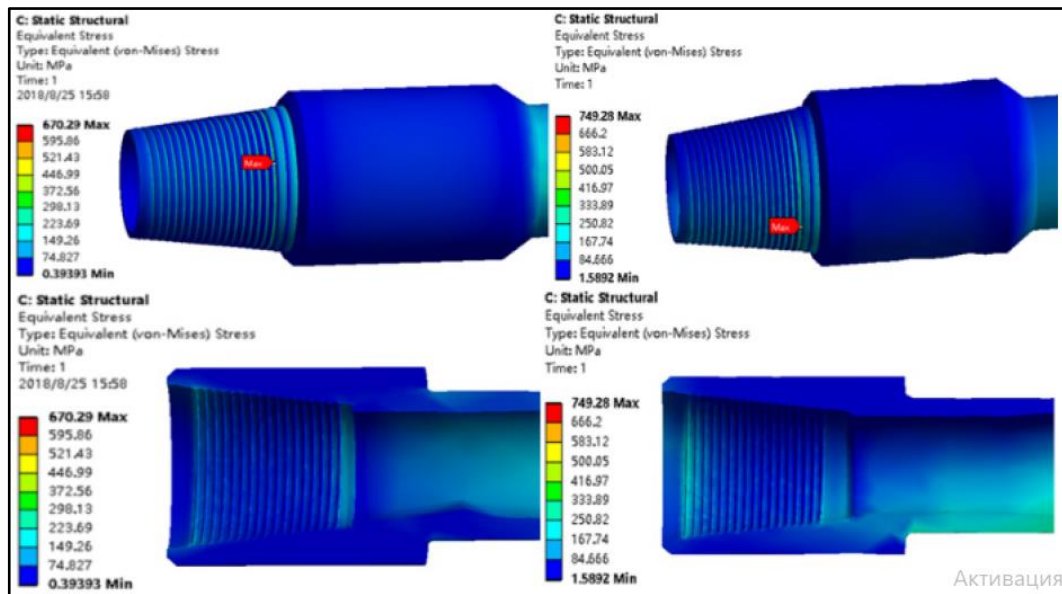 C: Static Structural
Equivalent Stress
Type: Equivalent (von-Mises) Stress
Unit: MPa
Time: 1
2018/8/25 15:58
670.29 Max
595.86
521.43
446.99
372.56
298.13
223.69
149.26
74.827
0.39393 Min
Max
C: Static Structural
Equivalent Stress
Type: Equivalent (von-Mises) Stress
Unit: MPa
Time: 1
749.28 Max
666.2
583.12
500.05
416.97
333.89
250.82
167.74
84.666
1.5892 Min
Max
C: Static Structural
Equivalent Stress
Type: Equivalent (von-Mises) Stress
Unit: MPa
Time: 1
2018/8/25 15:58
670.29 Max
595.86
521.43
446.99
372.56
298.13
223.69
149.26
74.827
0.39393 Min
C: Static Structural
Equivalent Stress
Type: Equivalent (von-Mises) Stress
Unit: MPa
Time: 1
749.28 Max
666.2
583.12
500.05
416.97
333.89
250.82
167.74
84.666
1.5892 Min
Активация